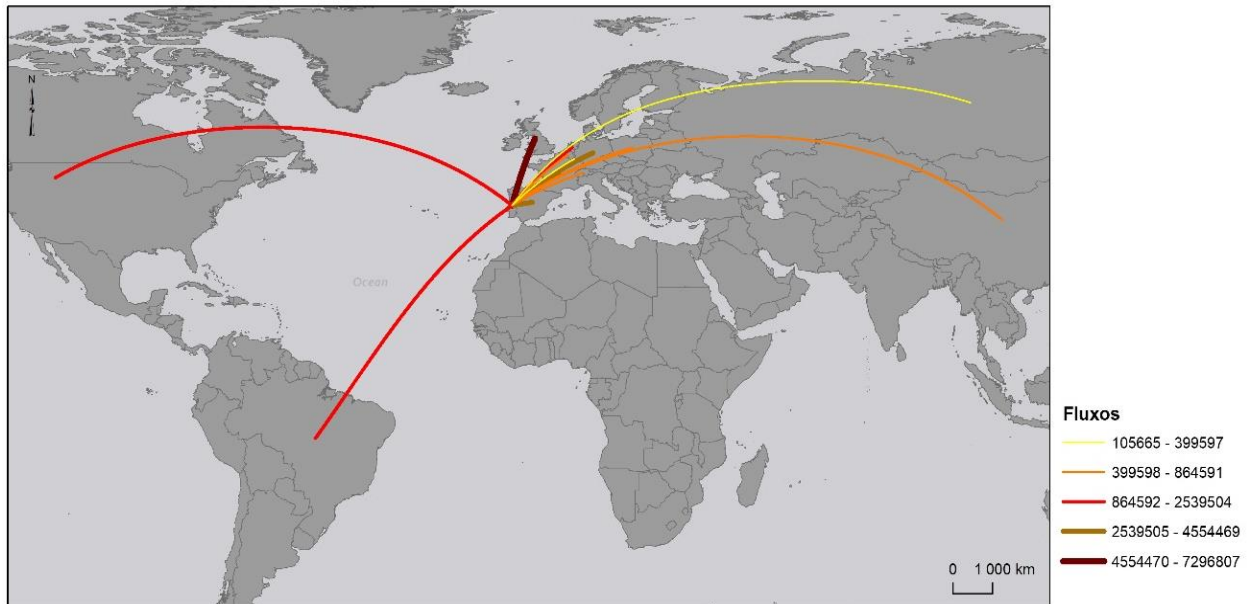 N
Ocean
Fluxos
105665 - 399597
399598 - 864591
864592 - 2539504
2539505 - 4554469
4554470 - 7296807
0 1 000 km